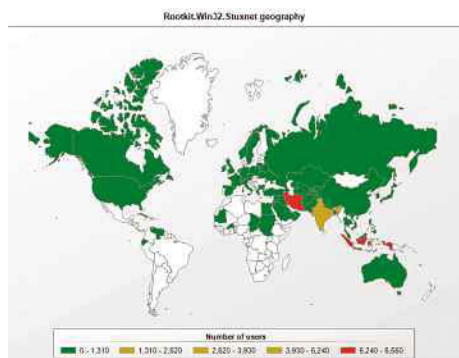 Rootkit.Win32.Stuxnet geography
Number of users
0 - 1,310
1,310 - 2,620
2,620 - 3,930
3,930 - 5,240
5,240 - 6,550